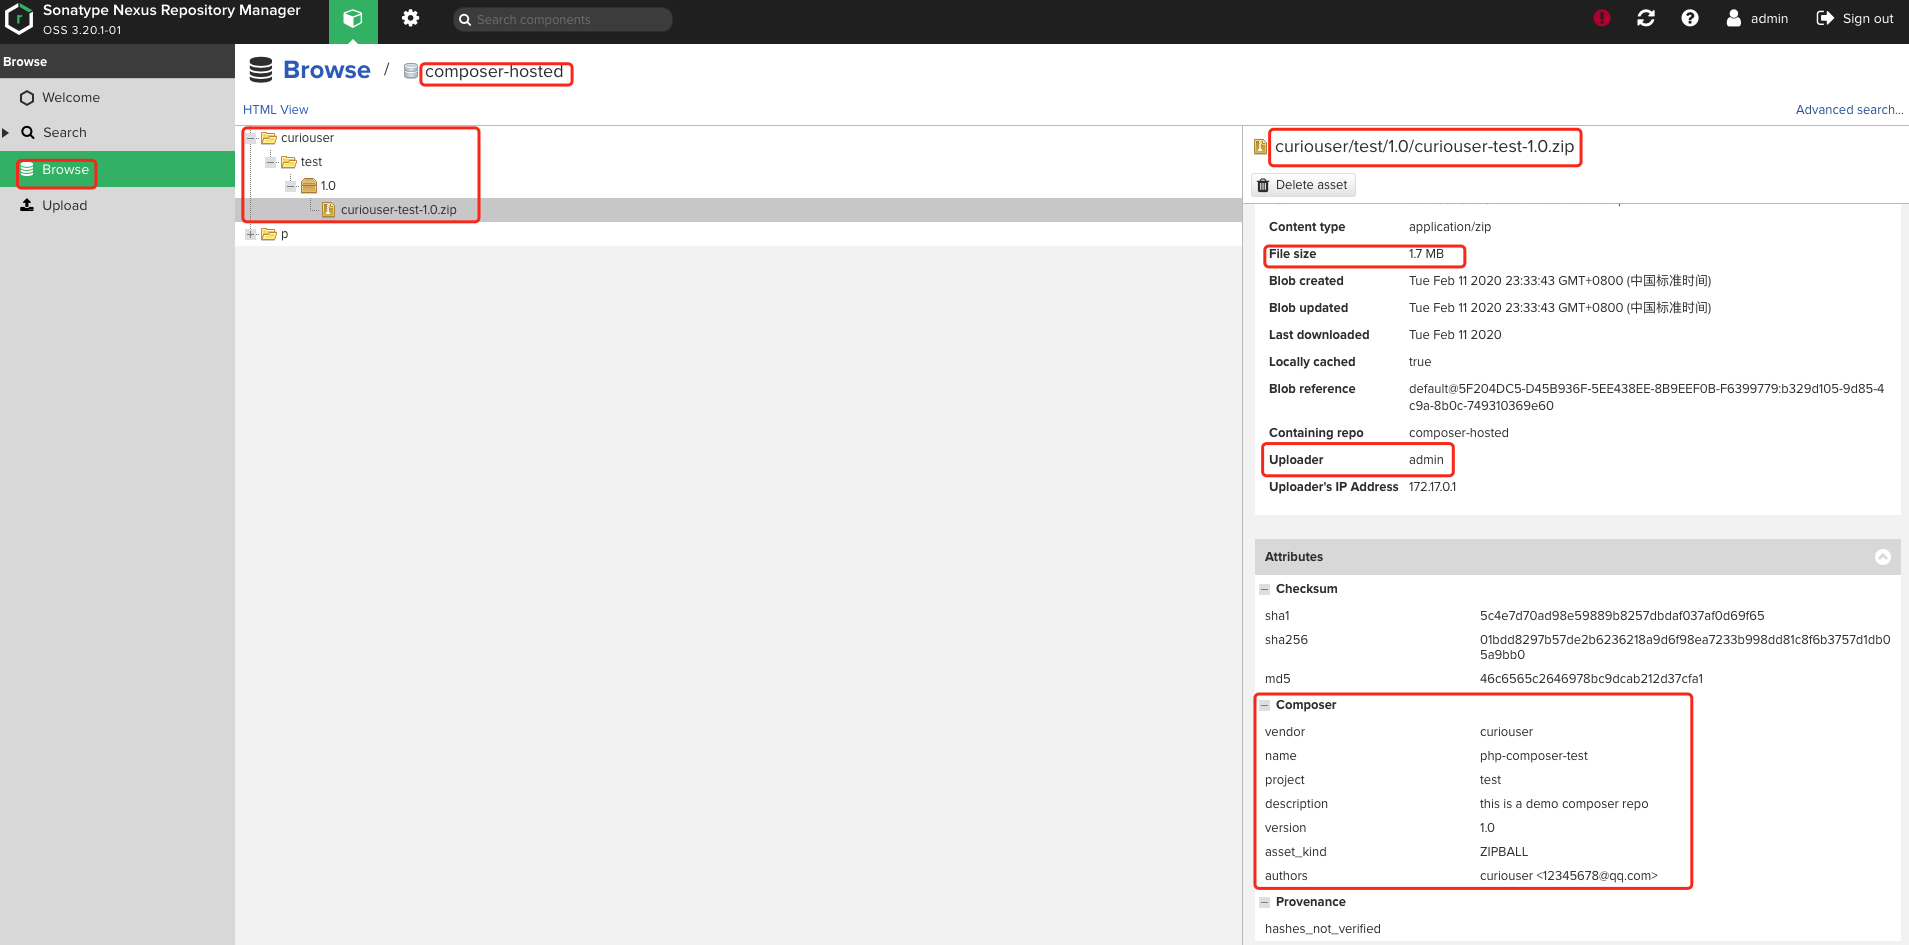 Sonatype Nexus Repository Manager
OSS 3.20.1-01
Search components
admin
Sign out
Browse
Welcome
Search
Browse
Upload
Browse / composer-hosted
HTML View
Advanced search...
curiouser
test
1.0
curiouser-test-1.0.zip
p
curiouser/test/1.0/curiouser-test-1.0.zip
Delete asset
Content type application/zip
File size 1.7 MB
Blob created Tue Feb 11 2020 23:33:43 GMT+0800 (中国标准时间)
Blob updated Tue Feb 11 2020 23:33:43 GMT+0800 (中国标准时间)
Last downloaded Tue Feb 11 2020
Locally cached true
Blob reference default@5F204DC5-D45B936F-5EE438EE-8B9EEF0B-F6399779:b329d105-9d85-4
c9a-8b0c-749310369e60
Containing repo composer-hosted
Uploader admin
Uploader's IP Address 172.17.0.1
Attributes
Checksum
sha1 5c4e7d70ad98e59889b8257dbdaf037af0d69f65
sha256 01bdd8297b57de2b6236218a9d6f98ea7233b998dd81c8f6b3757d1db0
5a9bb0
md5 46c6565c2646978bc9dcab212d37cfa1
Composer
vendor curiouser
name php-composer-test
project test
description this is a demo composer repo
version 1.0
asset_kind ZIPBALL
authors curiouser <12345678@qq.com>
Provenance
hashes_not_verified